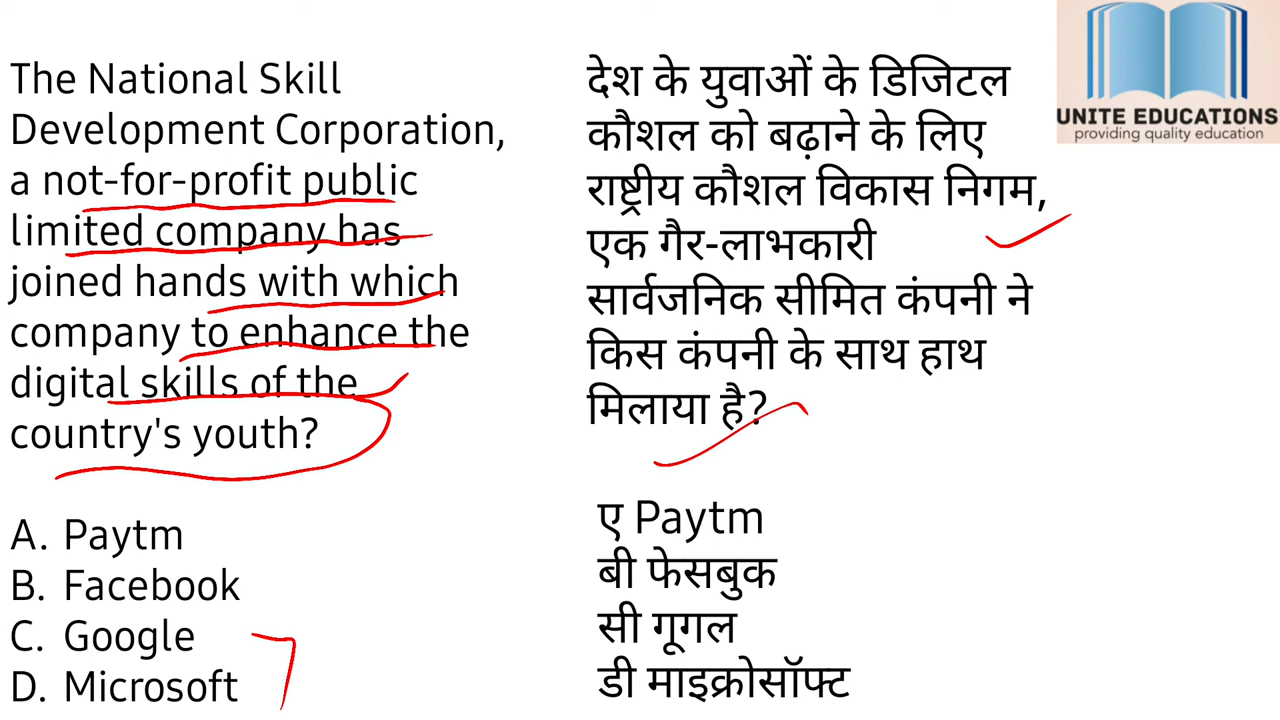 The National Skill
Development Corporation,
a not-for-profit public
limited company has
joined hands with which
company to enhance the
digital skills of the
country's youth?
A. Paytm
B. Facebook
C. Google
D. Microsoft
देश के युवाओं के डिजिटल
कौशल को बढ़ाने के लिए
राष्ट्रीय कौशल विकास निगम,
एक गैर-लाभकारी
सार्वजनिक सीमित कंपनी ने
किस कंपनी के साथ हाथ
मिलाया है?
ए Paytm
बी फेसबुक
सी गूगल
डी माइक्रोसॉफ्ट
UNITE EDUCATIONS
providing quality education